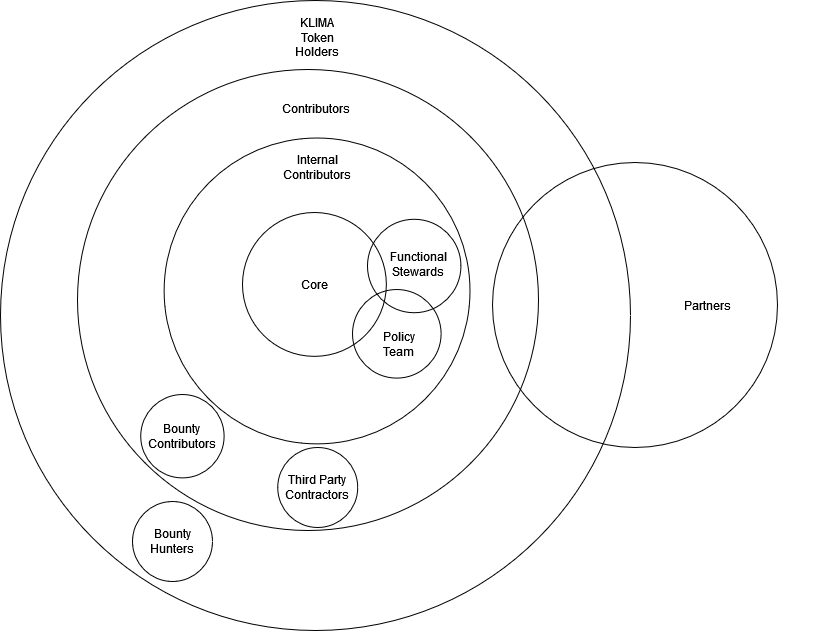 KLIMA
Token
Holders
Contributors
Internal
Contributors
Functional
Stewards
Core
Partners
Policy
Team
Bounty
Contributors
Third Party
Contractors
Bounty
Hunters